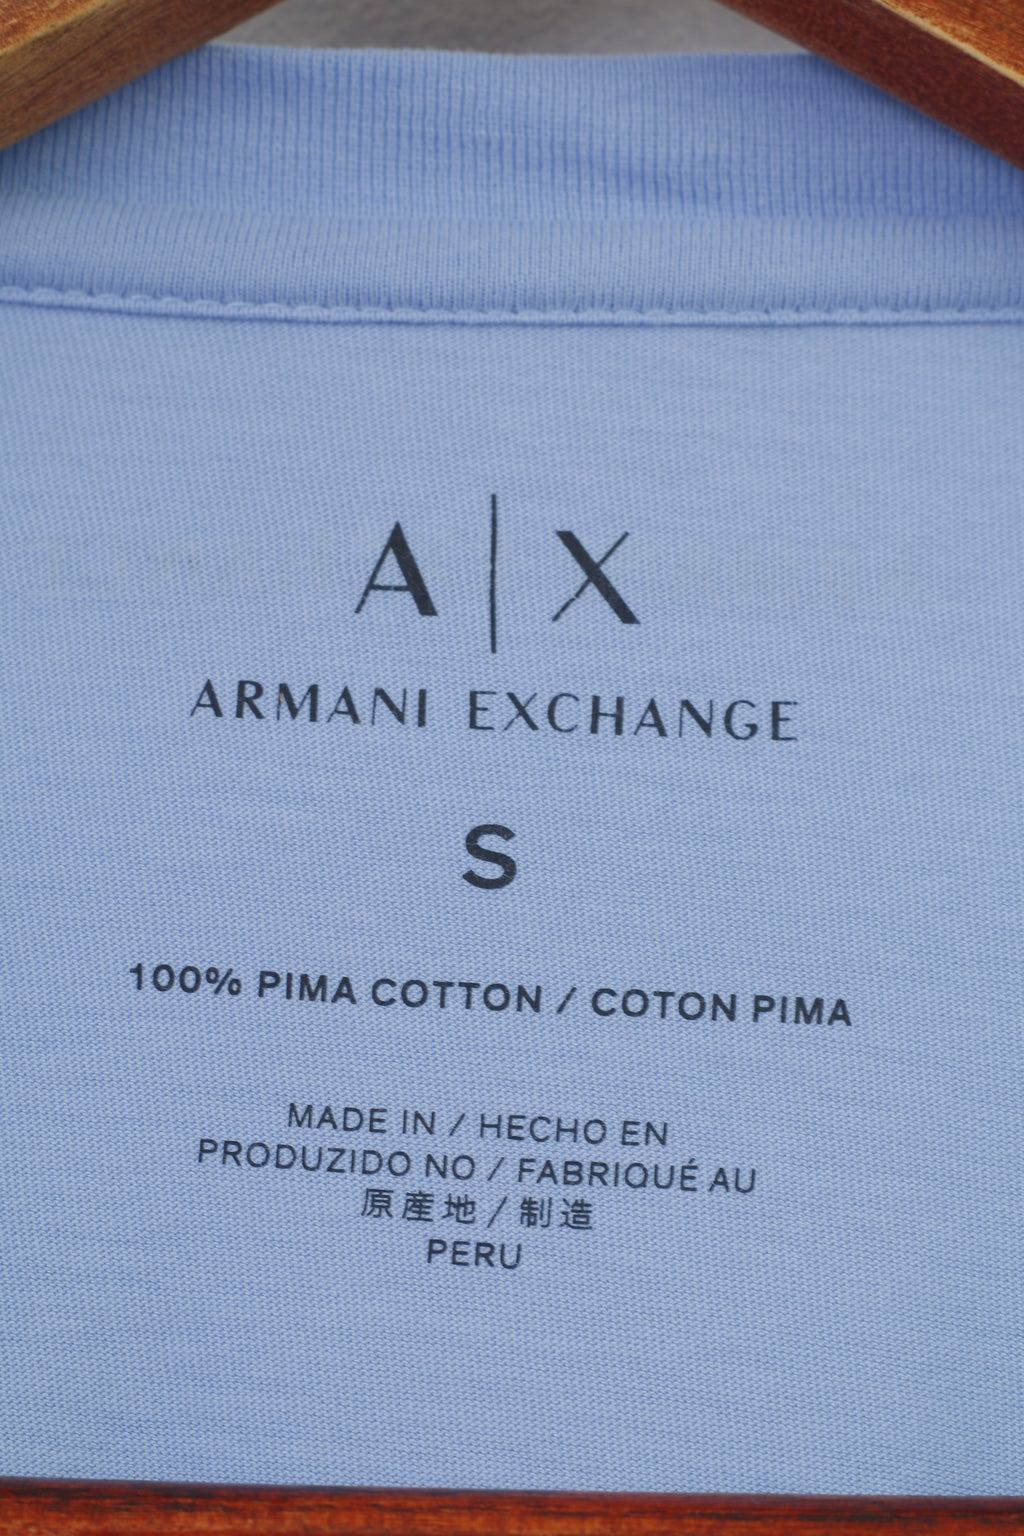 A|X
ARMANI EXCHANGE
S
100% PIMA COTTON / COTON PIMA
MADE IN / HECHO EN
PRODUZIDO NO / FABRIQUÉ AU
原産地 / 制造
PERU